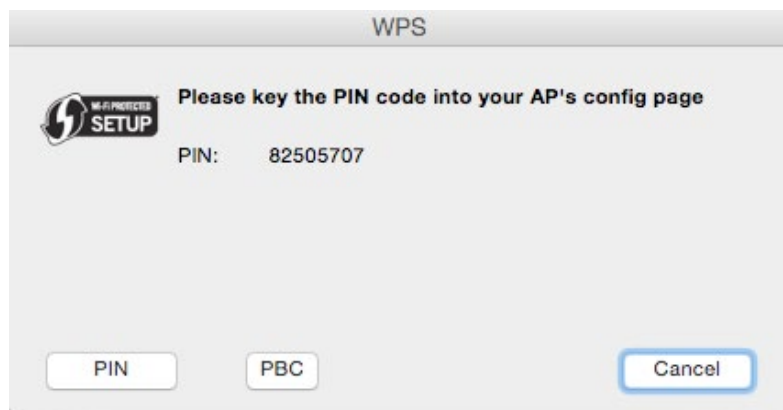 WPS
WI-FI PROTECTED
SETUP
Please key the PIN code into your AP's config page
PIN: 82505707
PIN PBC Cancel